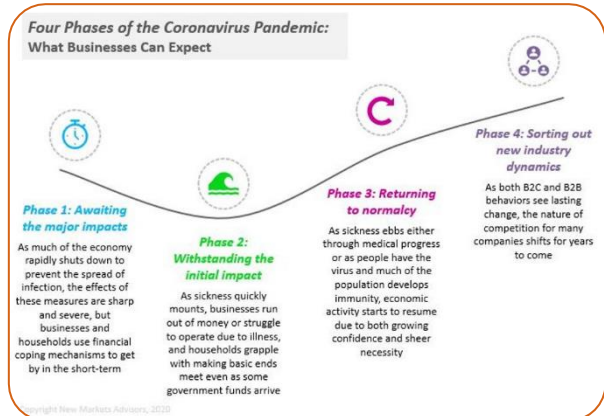 Four Phases of the Coronavirus Pandemic:
What Businesses Can Expect
Phase 1: Awaiting
the major impacts
As much of the economy
rapidly shuts down to
prevent the spread of
infection, the effects of
these measures are sharp
and severe, but
businesses and
households use financial
coping mechanisms to get
by in the short-term
Phase 2:
Withstanding the
initial impact
As sickness quickly
mounts, businesses run
out of money or struggle
to operate due to illness,
and households grapple
with making basic ends
meet even as some
government funds arrive
Phase 3: Returning
to normalcy
As sickness ebbs either
through medical progress
or as people have the
virus and much of the
population develops
immunity, economic
activity starts to resume
due to both growing
confidence and sheer
necessity
Phase 4: Sorting out
new industry
dynamics
As both B2C and B2B
behaviors see lasting
change, the nature of
competition for many
companies shifts for years
to come
Copyright New Markets Advisors, 2020